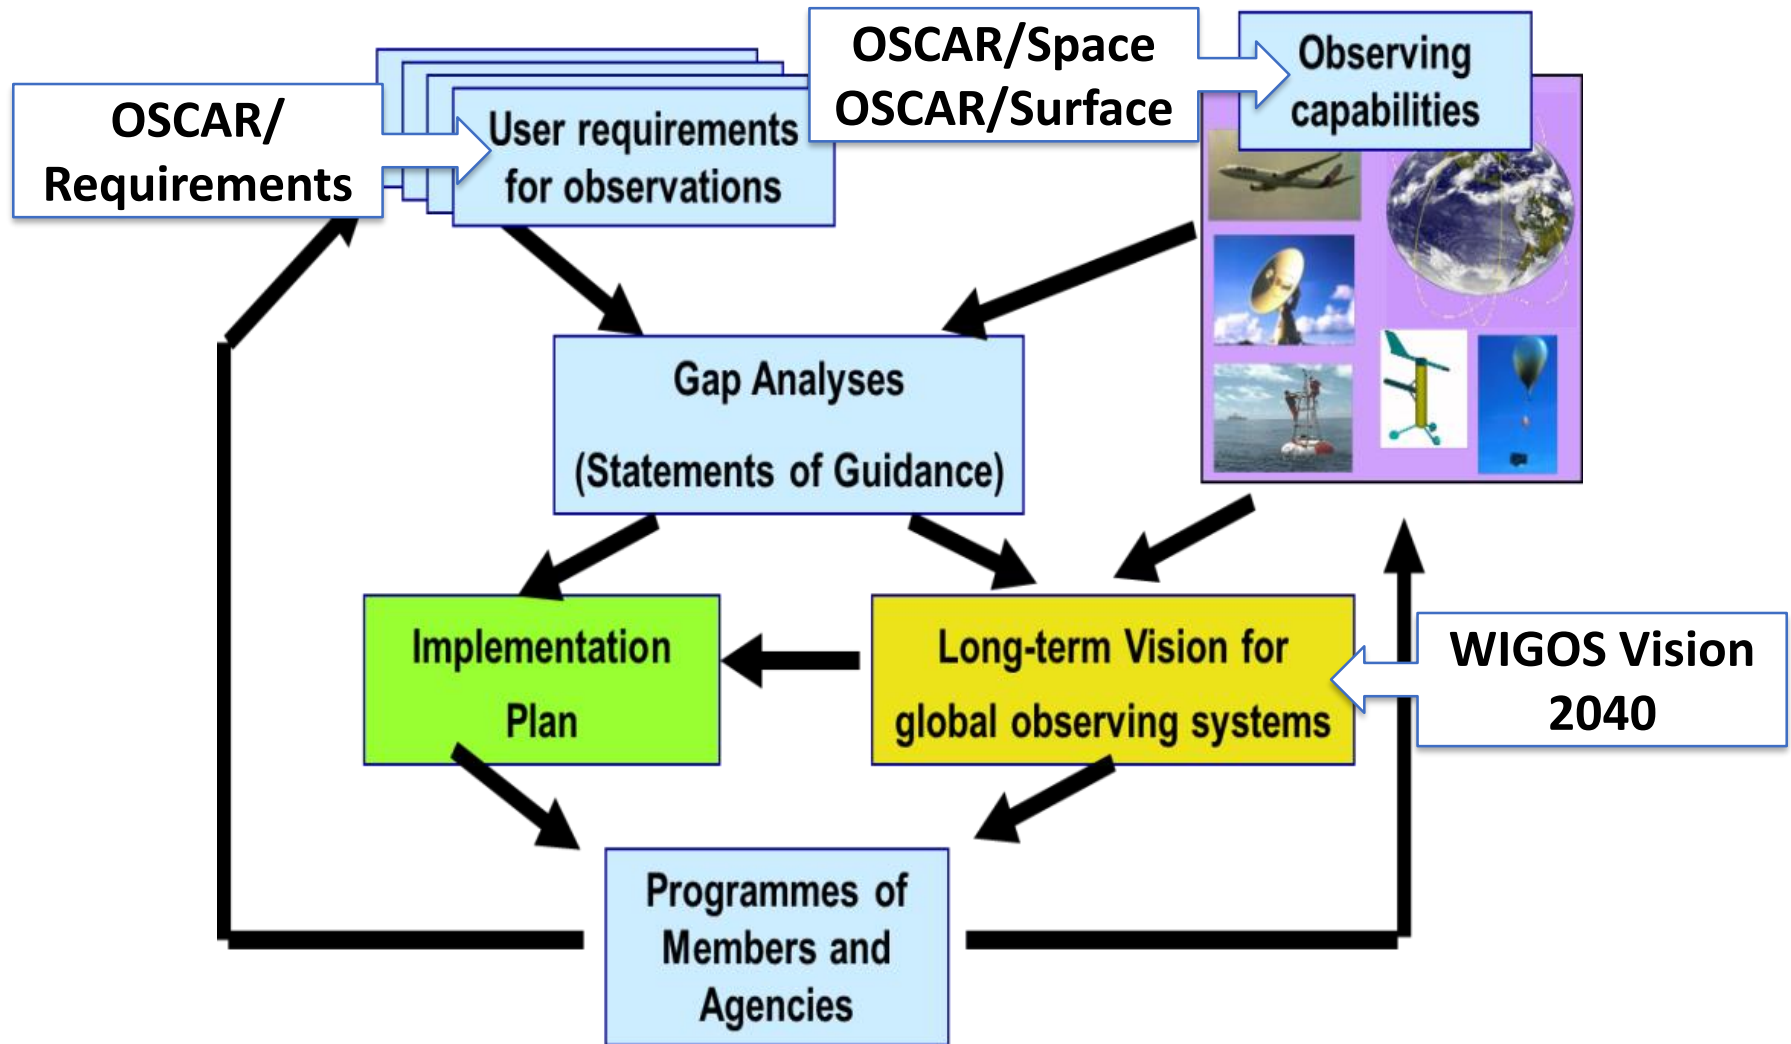 OSCAR/
Requirements
User requirements
for observations
OSCAR/Space
OSCAR/Surface
Observing
capabilities
Gap Analyses
(Statements of Guidance)
Implementation
Plan
Long-term Vision for
global observing systems
WIGOS Vision
2040
Programmes of
Members and
Agencies